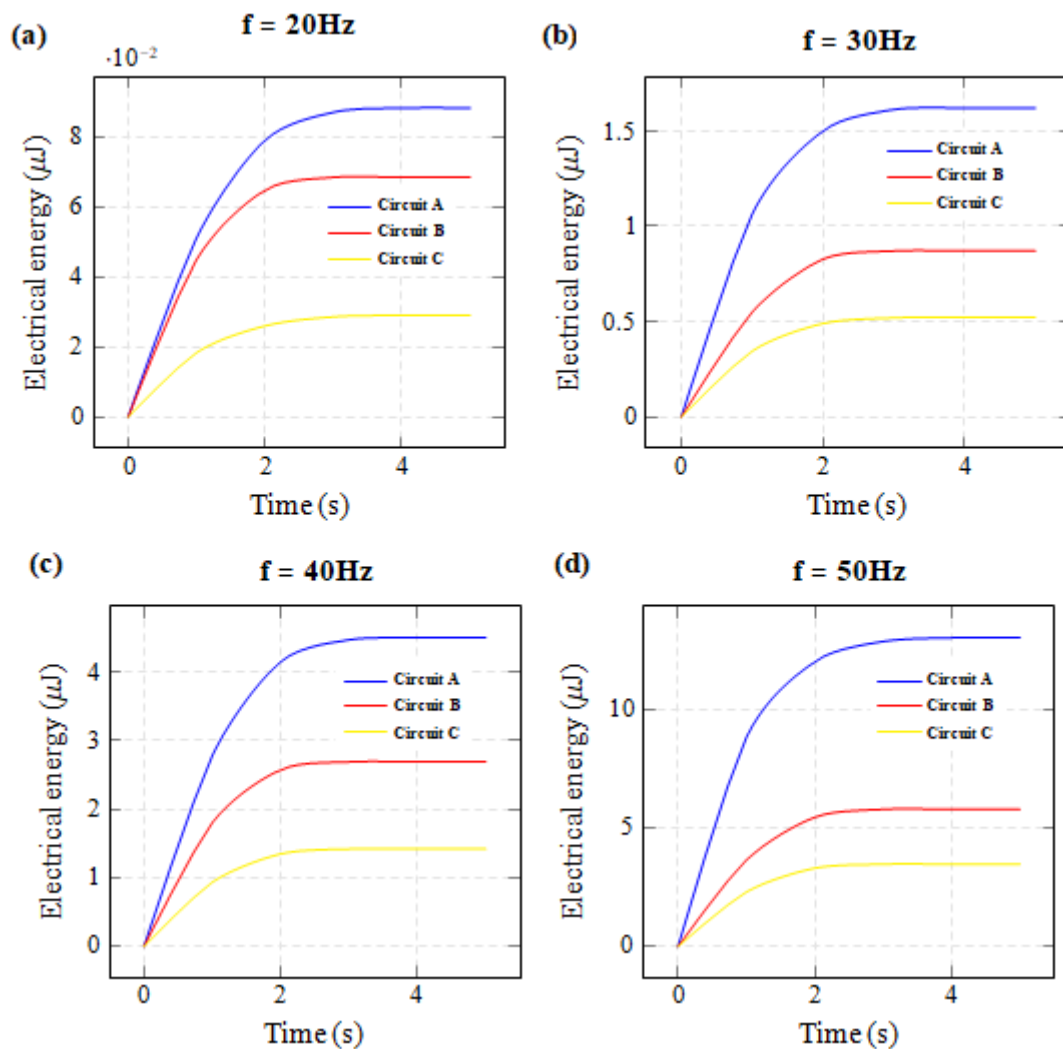 (a)
f = 20Hz
·10⁻²
8
6
4
2
0
0 2 4
Electrical energy (μJ)
Time (s)
Circuit A
Circuit B
Circuit C
(b)
f = 30Hz
1.5
1
0.5
0
0 2 4
Electrical energy (μJ)
Time (s)
Circuit A
Circuit B
Circuit C
(c)
f = 40Hz
4
3
2
1
0
0 2 4
Electrical energy (μJ)
Time (s)
Circuit A
Circuit B
Circuit C
(d)
f = 50Hz
10
5
0
0 2 4
Electrical energy (μJ)
Time (s)
Circuit A
Circuit B
Circuit C